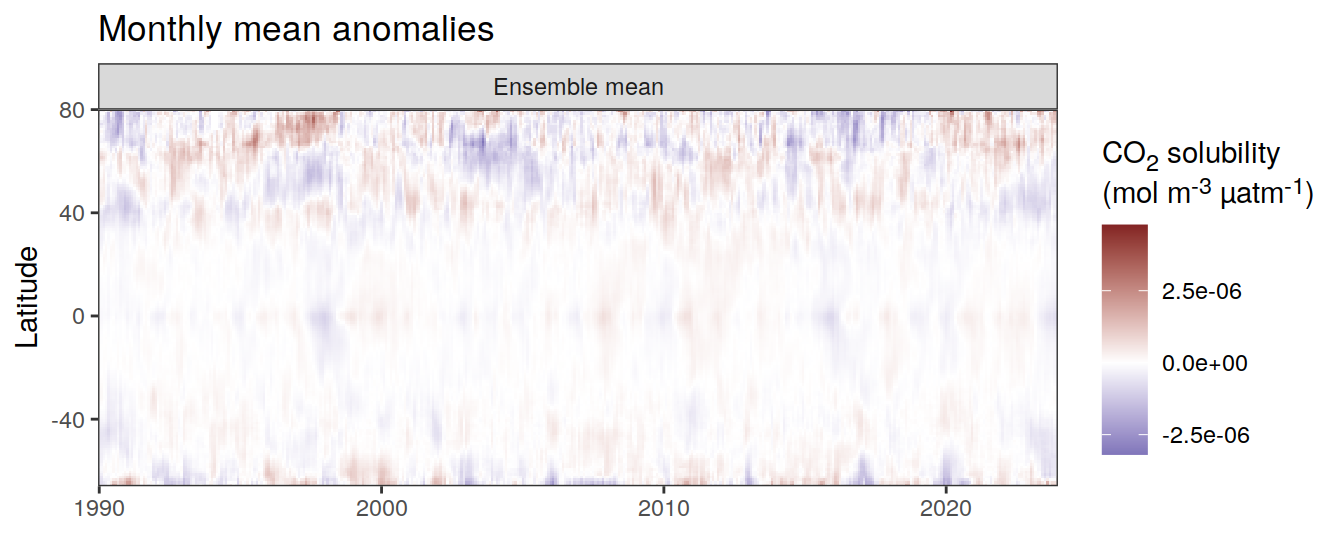 Monthly mean anomalies
Ensemble mean
80
40
0
-40
Latitude
1990 2000 2010 2020
CO₂ solubility
(mol m⁻³ μatm⁻¹)
2.5e-06
0.0e+00
-2.5e-06